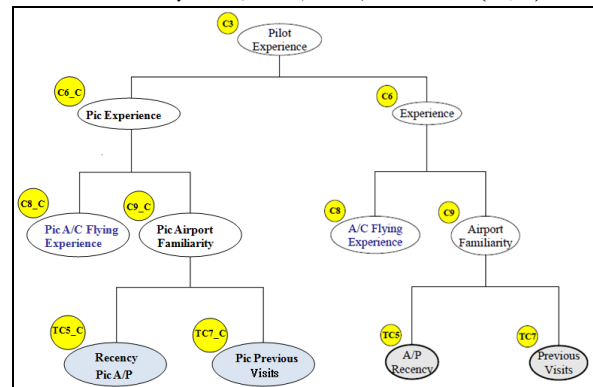 C3
Pilot
Experience
C6_C
Pic Experience
C6
Experience
C8_C
Pic A/C Flying
Experience
C9_C
Pic Airport
Familiarity
C8
A/C Flying
Experience
C9
Airport
Familiarity
TC5_C
Recency
Pic A/P
TC7_C
Pic Previous
Visits
TC5
A/P
Recency
TC7
Previous
Visits